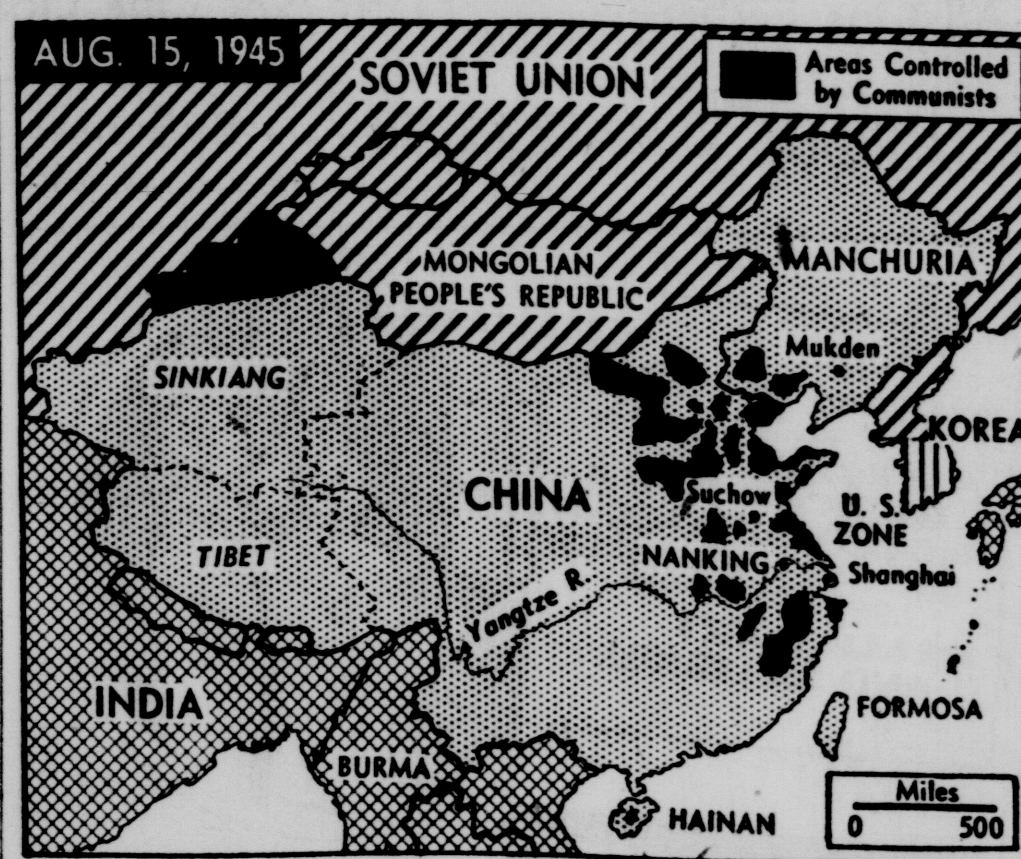 AUG. 15, 1945
SOVIET UNION
Areas Controlled
by Communists
MONGOLIAN
PEOPLE'S REPUBLIC
MANCHURIA
Mukden
SINKIANG
KOREA
CHINA
Suchow
U. S.
ZONE
TIBET
NANKING
Shanghai
Yangtze R.
INDIA
FORMOSA
BURMA
HAINAN
Miles
0 500